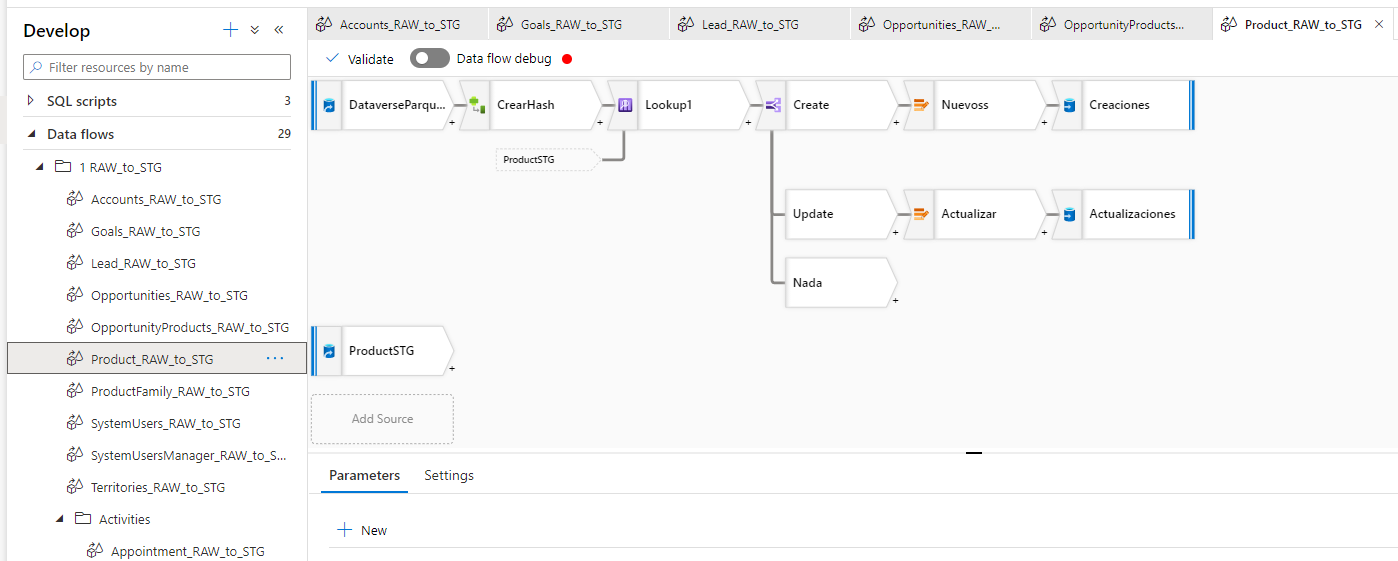 Develop
Filter resources by name
SQL scripts 3
Data flows 29
1 RAW_to_STG
Accounts_RAW_to_STG
Goals_RAW_to_STG
Lead_RAW_to_STG
Opportunities_RAW_to_STG
OpportunityProducts_RAW_to_STG
Product_RAW_to_STG ...
ProductFamily_RAW_to_STG
SystemUsers_RAW_to_STG
SystemUsersManager_RAW_to_S...
Territories_RAW_to_STG
Activities
Appointment_RAW_to_STG
Accounts_RAW_to_STG Goals_RAW_to_STG Lead_RAW_to_STG Opportunities_RAW_... OpportunityProducts... Product_RAW_to_STG
Validate Data flow debug
DataverseParqu... CrearHash Lookup1 Create Nuevoss Creaciones
ProductSTG
Update Actualizar Actualizaciones
Nada
ProductSTG
Add Source
Parameters Settings
New